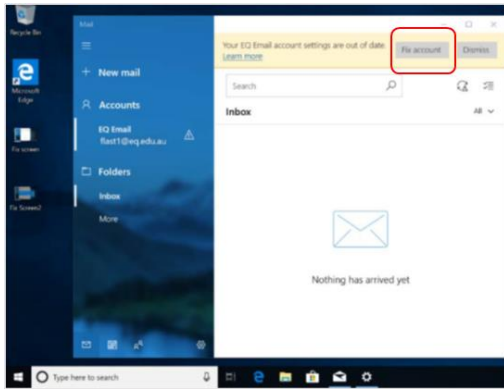 Recycle Bin
Microsoft
Edge
Fix screen
Fix Screen2
Mail
New mail
Accounts
EQ Email
flast1@eq.edu.au
Folders
Inbox
More
Your EQ Email account settings are out of date.
Learn more
Fix account
Dismiss
Search
Inbox
All
Nothing has arrived yet
Type here to search